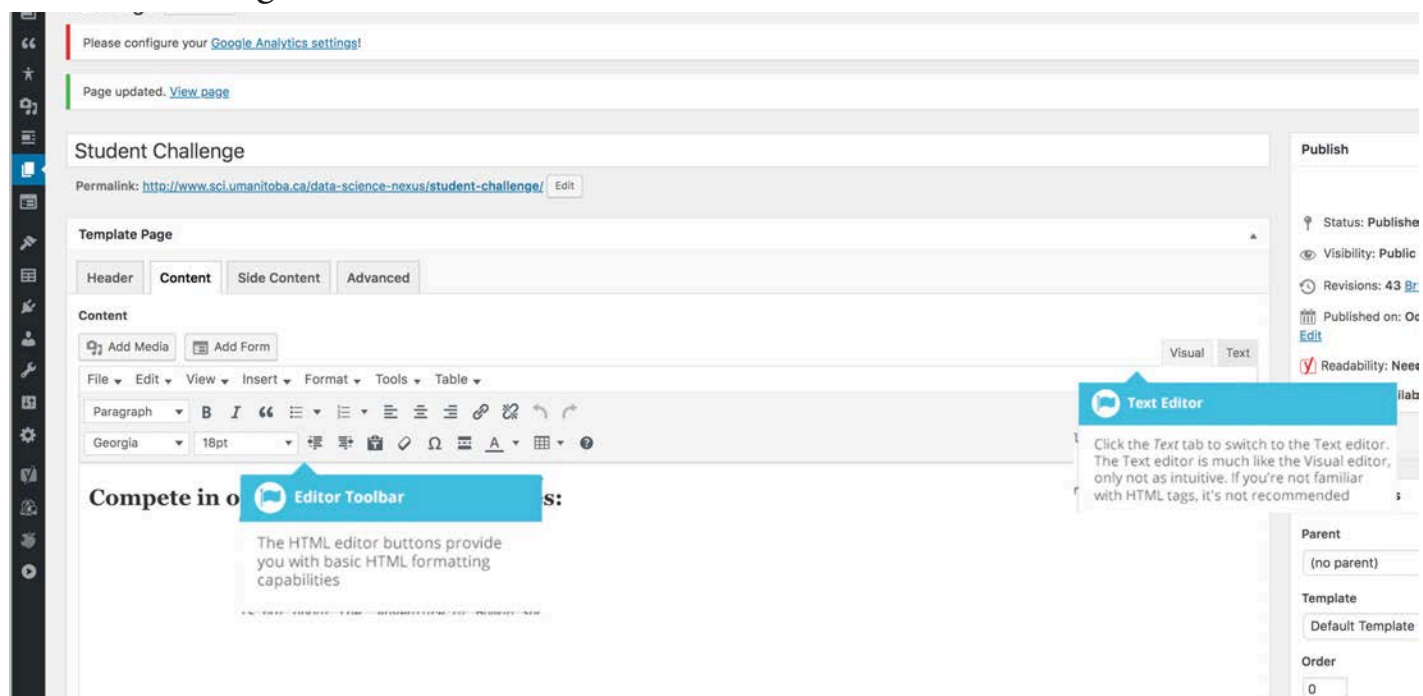 Please configure your Google Analytics settings!
Page updated. View page
Student Challenge
Permalink: http://www.sci.umanitoba.ca/data-science-nexus/student-challenge/ Edit
Template Page
Header Content Side Content Advanced
Content
Add Media Add Form
Visual Text
File Edit View Insert Format Tools Table
Paragraph B I
Georgia 18pt Ω A
Compete in o
s:
Editor Toolbar
The HTML editor buttons provide
you with basic HTML formatting
capabilities
Text Editor
Click the Text tab to switch to the Text editor.
The Text editor is much like the Visual editor,
only not as intuitive. If you're not familiar
with HTML tags, it's not recommended
Publish
Status: Publishe
Visibility: Public
Revisions: 43 Br
Published on: Oc
Edit
Readability: Nee
ilab
s
Parent
(no parent)
Template
Default Template
Order
0